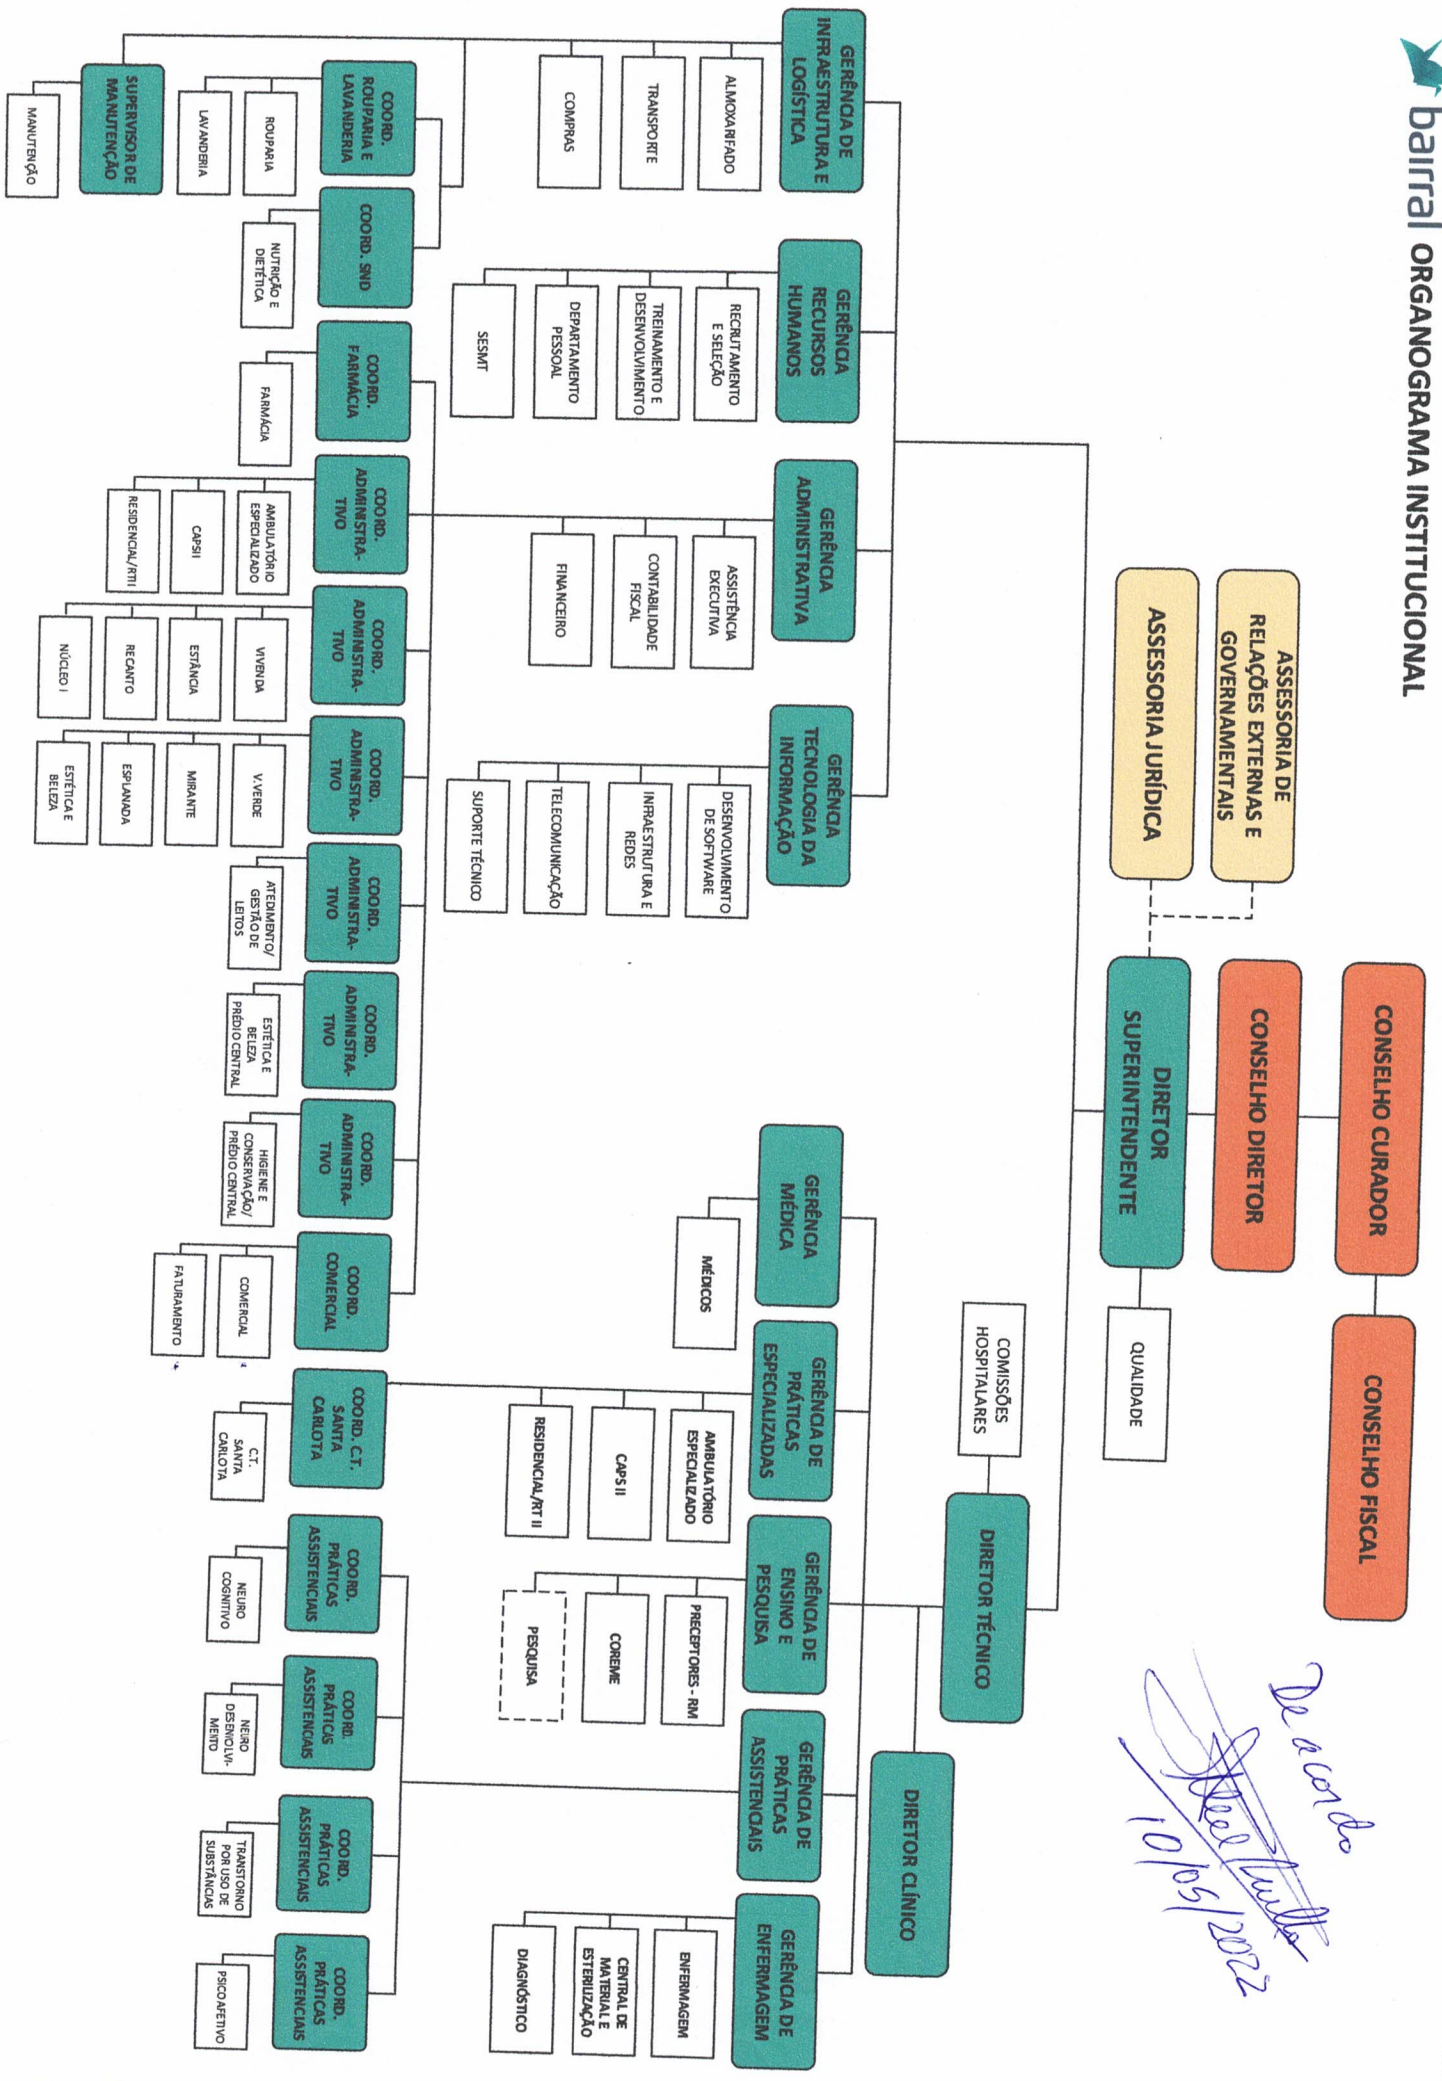 bairral ORGANOGRAMA INSTITUCIONAL
CONSELHO CURADOR
CONSELHO FISCAL
De acordo
10/05/2022
ASSESSORIA DE
RELAÇÕES EXTERNAS E
GOVERNAMENTAIS
CONSELHO DIRETOR
ASSESSORIA JURÍDICA
DIRETOR
SUPERINTENDENTE
QUALIDADE
COMISSÕES
HOSPITALARES
DIRETOR TÉCNICO
DIRETOR CLÍNICO
GERÊNCIA DE
INFRAESTRUTURA E
LOGÍSTICA
ALMOXARIFADO
TRANSPORTE
COMPRAS
GERÊNCIA
RECURSOS
HUMANOS
RECRUTAMENTO
E SELEÇÃO
TREINAMENTO E
DESENVOLVIMENTO
DEPARTAMENTO
PESSOAL
SESMT
GERÊNCIA
ADMINISTRATIVA
ASSISTÊNCIA
EXECUTIVA
CONTABILIDADE
FISCAL
FINANCEIRO
GERÊNCIA
TECNOLOGIA DA
INFORMAÇÃO
DESENVOLVIMENTO
DE SOFTWARE
INFRAESTRUTURA E
REDES
TELECOMUNICAÇÃO
SUPORTE TÉCNICO
GERÊNCIA
MÉDICA
MÉDICOS
GERÊNCIA DE
PRÁTICAS
ESPECIALIZADAS
AMBULATÓRIO
ESPECIALIZADO
CAPS II
RESIDENCIAL/RT II
GERÊNCIA DE
ENSINO E
PESQUISA
PRECEPTORES - RM
COREME
PESQUISA
GERÊNCIA DE
PRÁTICAS
ASSISTENCIAIS
GERÊNCIA DE
ENFERMAGEM
ENFERMAGEM
CENTRAL DE
MATERIAL E
ESTERILIZAÇÃO
DIAGNÓSTICO
COORD.
ROUPARIA E
LAVANDERIA
ROUPARIA
LAVANDERIA
SUPERVISOR DE
MANUTENÇÃO
MANUTENÇÃO
COORD. SND
NUTRIÇÃO E
DIETÉTICA
COORD.
FARMÁCIA
FARMÁCIA
COORD.
ADMINISTRA-
TIVO
AMBULATÓRIO
ESPECIALIZADO
CAPSII
RESIDENCIAL/RTII
COORD.
ADMINISTRA-
TIVO
VIVENDA
ESTÂNCIA
RECANTO
NÚCLEO I
COORD.
ADMINISTRA-
TIVO
V.VERDE
MIRANTE
ESPLANADA
ESTÉTICA E
BELEZA
COORD.
ADMINISTRA-
TIVO
ATEDIMENTO/
GESTÃO DE
LEITOS
COORD.
ADMINISTRA-
TIVO
ESTÉTICA E
BELEZA
PRÉDIO CENTRAL
COORD.
ADMINISTRA-
TIVO
HIGIENE E
CONSERVAÇÃO/
PRÉDIO CENTRAL
COORD.
COMERCIAL
COMERCIAL
FATURAMENTO
COORD. C.T.
SANTA
CARLOTA
C.T.
SANTA
CARLOTA
COORD.
PRÁTICAS
ASSISTENCIAIS
NEURO
COGNITIVO
COORD.
PRÁTICAS
ASSISTENCIAIS
NEURO
DESENVOLVI-
MENTO
COORD.
PRÁTICAS
ASSISTENCIAIS
TRANSTORNO
POR USO DE
SUBSTÂNCIAS
COORD.
PRÁTICAS
ASSISTENCIAIS
PSICOAFETIVO